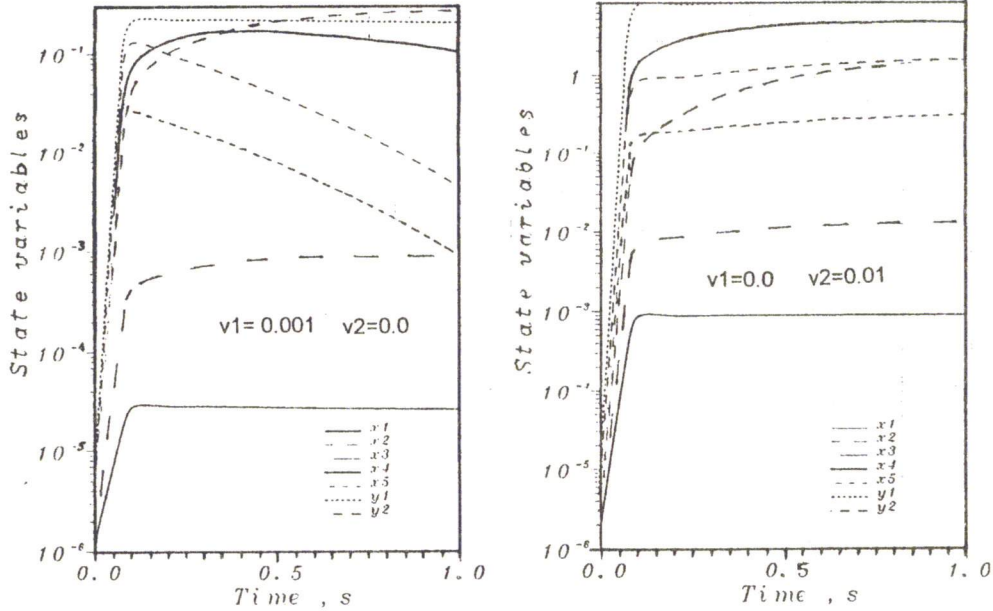 State variables
10⁻¹
10⁻²
10⁻³
10⁻⁴
10⁻⁵
10⁻⁶
v1= 0.001 v2=0.0
x1
x2
x3
x4
x5
y1
y2
0.0 0.5 1.0
Time , s
State variables
1
10⁻¹
10⁻²
10⁻³
10⁻¹
10⁻⁵
10⁻⁶
v1=0.0 v2=0.01
x1
x2
x3
x4
x5
y1
y2
0.0 0.5 1.0
Time , s